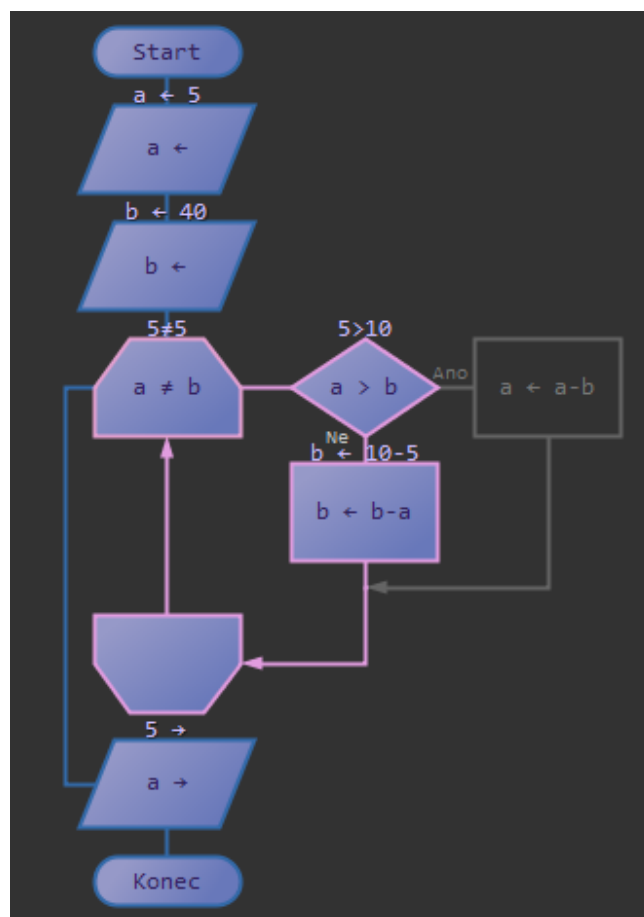 Start
a ← 5
a ←
b ← 40
b ←
5≠5
a ≠ b
5>10
a > b
Ano
a ← a-b
Ne
b ← 10-5
b ← b-a
5 →
a →
Konec